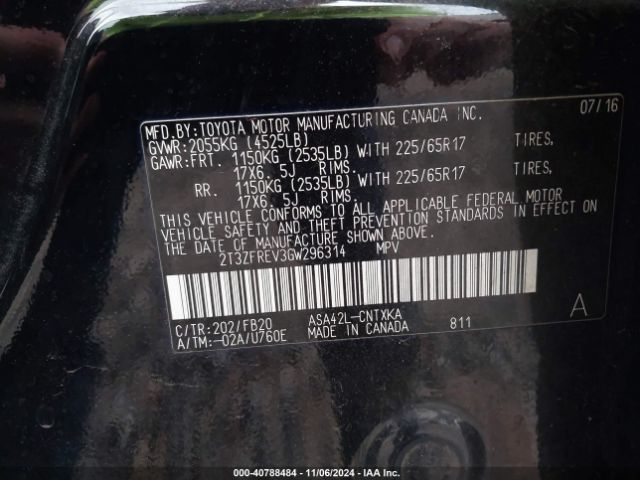 MFD.BY:TOYOTA MOTOR MANUFACTURING CANADA INC. 07/16
GVWR:2055KG (4525LB)
GAWR:FRT. 1150KG (2535LB) WITH 225/65R17 TIRES,
17X6. 5J RIMS.
RR. 1150KG (2535LB) WITH 225/65R17 TIRES,
17X6. 5J RIMS.
THIS VEHICLE CONFORMS TO ALL APPLICABLE FEDERAL MOTOR
VEHICLE SAFETY AND THEFT PREVENTION STANDARDS IN EFFECT ON
THE DATE OF MANUFACTURE SHOWN ABOVE.
2T3ZFREV3GW296314 MPV
A
C/TR:202/FB20 ASA42L-CNTXKA
A/TM:-02A/U760E MADE IN CANADA 811
000-40788484 - 11/06/2024 - IAA Inc.